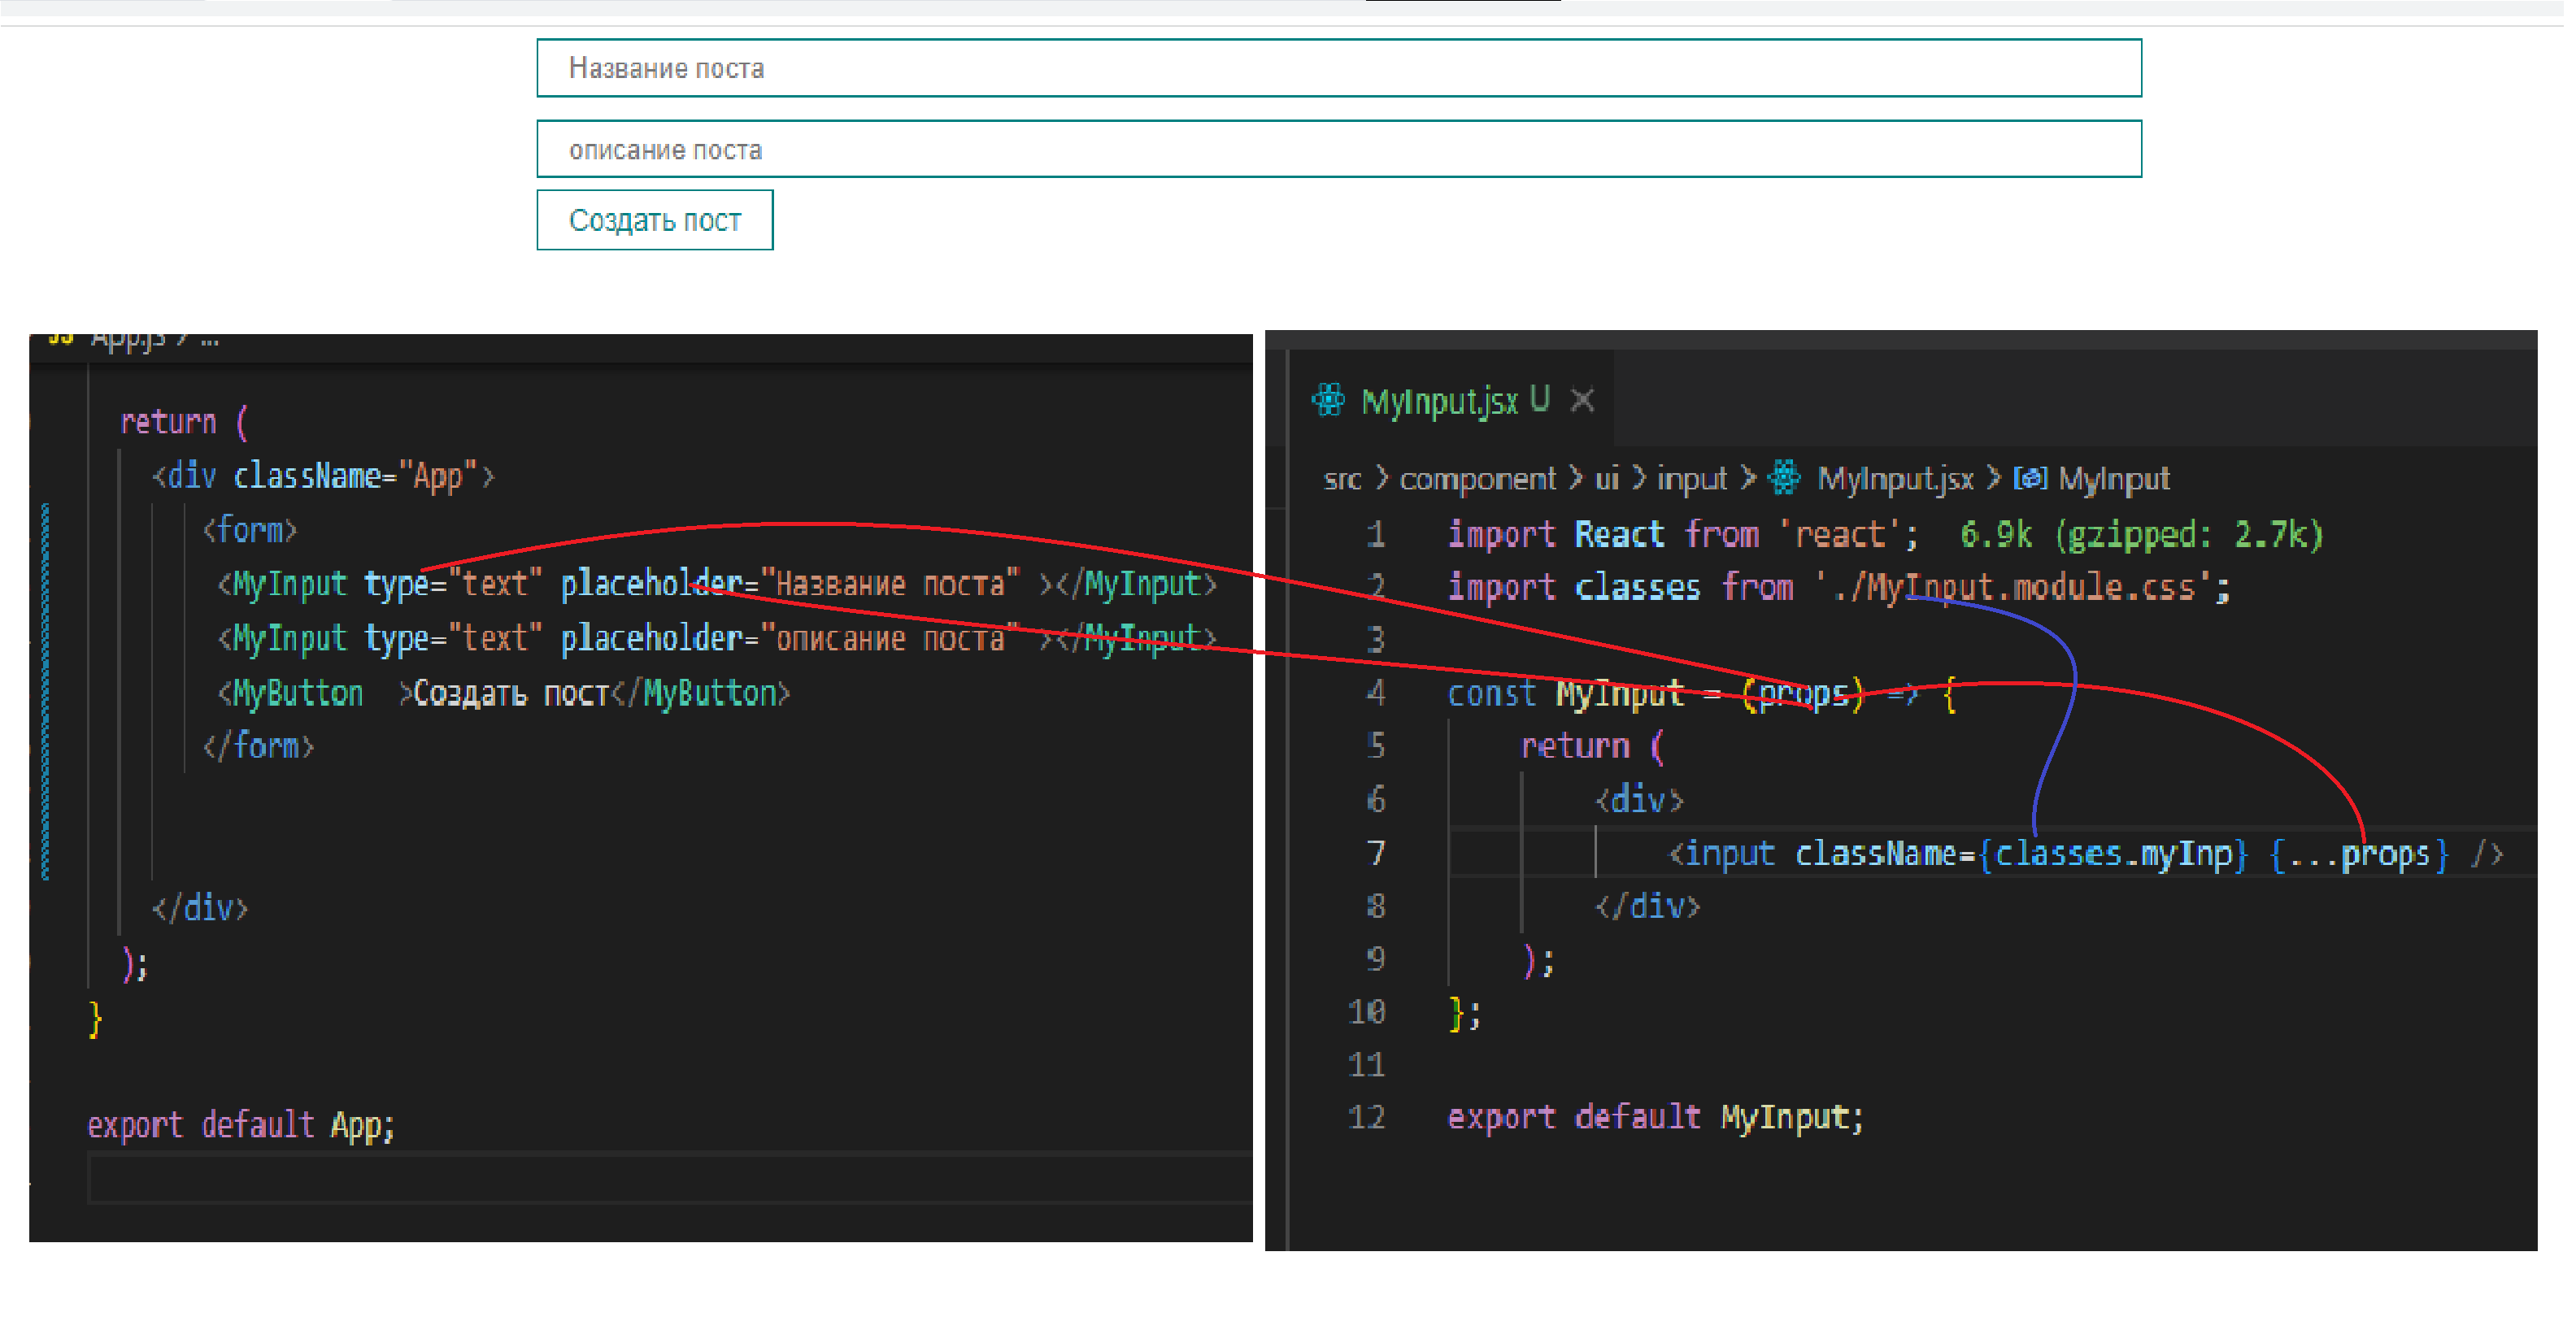 Название поста
описание поста
Создать пост
JS App.js > ...
return (
<div className="App">
<form>
<MyInput type="text" placeholder="Название поста" ></MyInput>
<MyInput type="text" placeholder="описание поста" ></MyInput>
<MyButton >Создать пост</MyButton>
</form>
</div>
);
}
export default App;
MyInput.jsx U ×
src > component > ui > input > MyInput.jsx > MyInput
1 import React from 'react'; 6.9k (gzipped: 2.7k)
2 import classes from './MyInput.module.css';
3
4 const MyInput = (props) => {
5 return (
6 <div>
7 <input className={classes.myInp} {...props} />
8 </div>
9 );
10 };
11
12 export default MyInput;